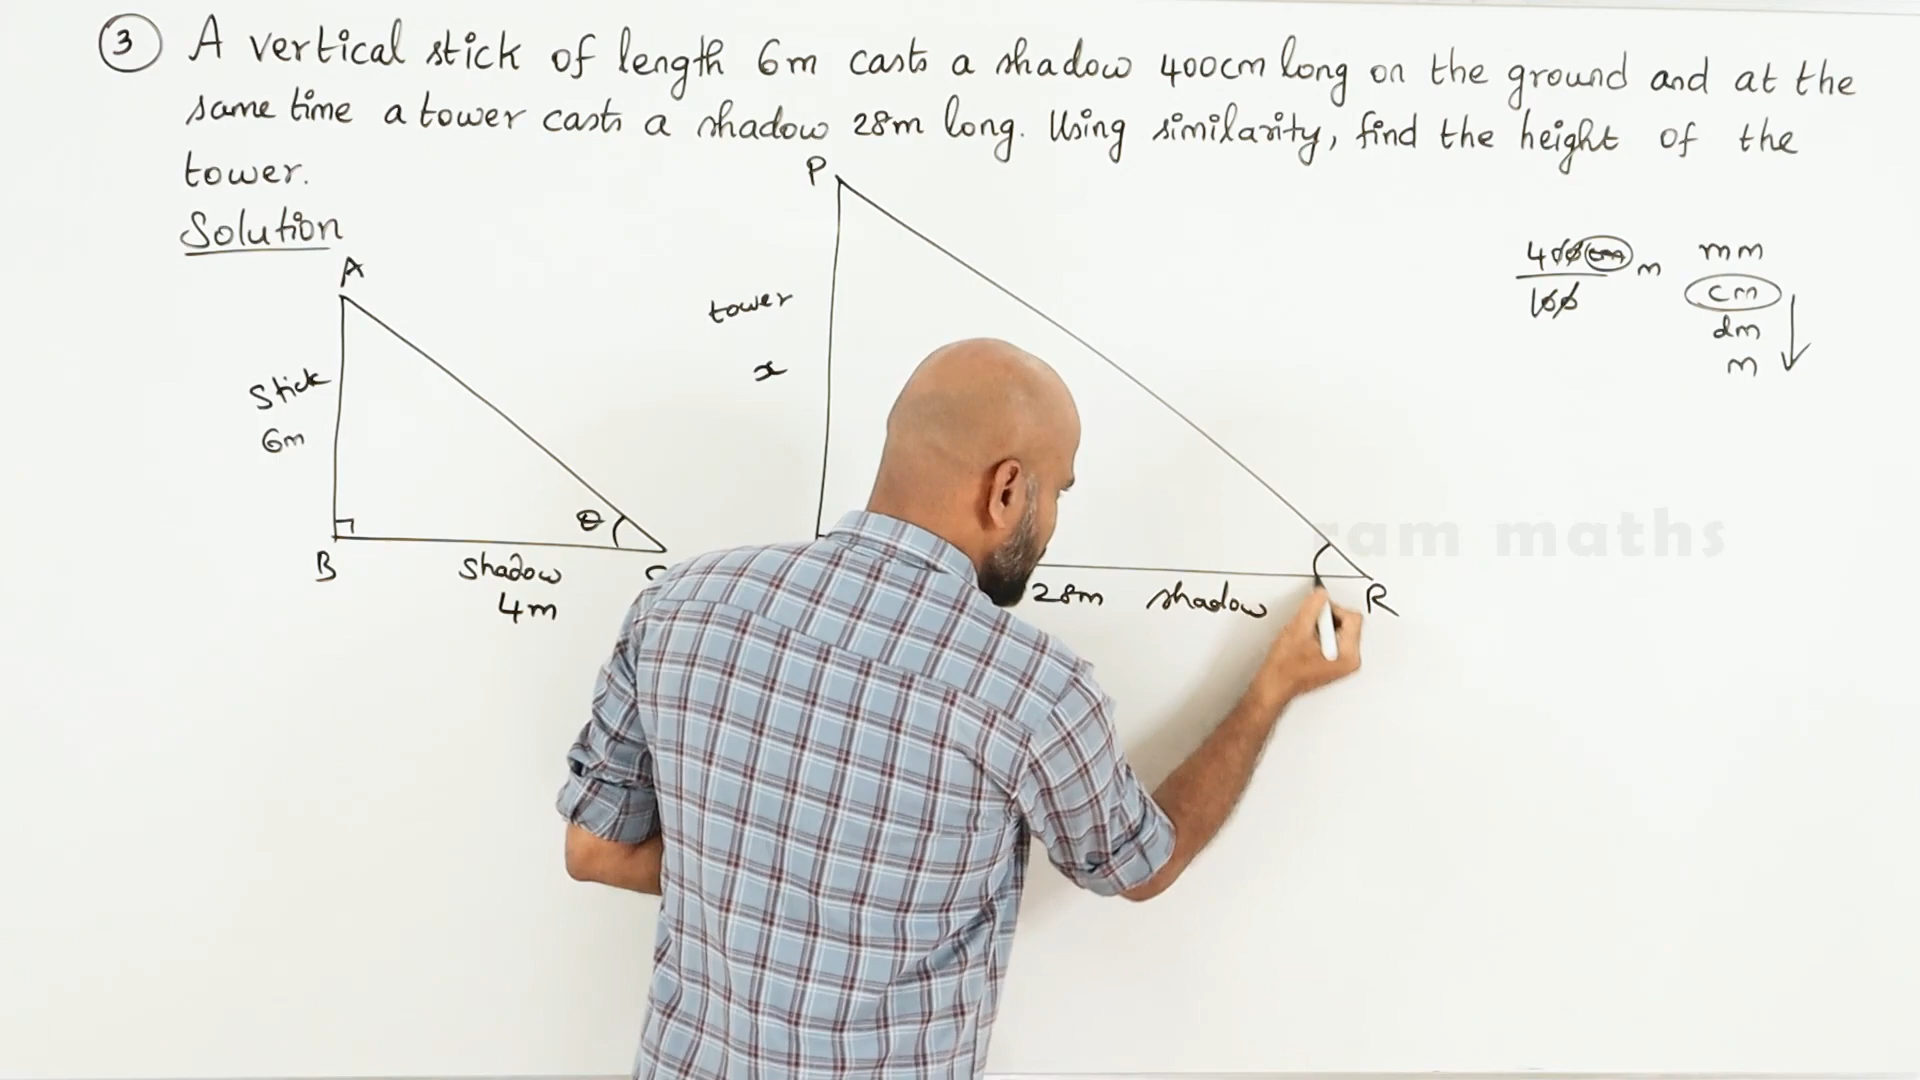 3 A vertical stick of length 6m casts a shadow 400cm long on the ground and at the
same time a tower casts a shadow 28m long. Using similarity, find the height of the
tower.
Solution
A
Stick
6m
B
shadow
4m
C
θ
P
tower
x
28m shadow
R
400cm m
100
mm
cm
dm
m
ram maths